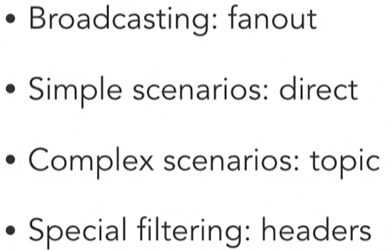 • Broadcasting: fanout
• Simple scenarios: direct
• Complex scenarios: topic
• Special filtering: headers